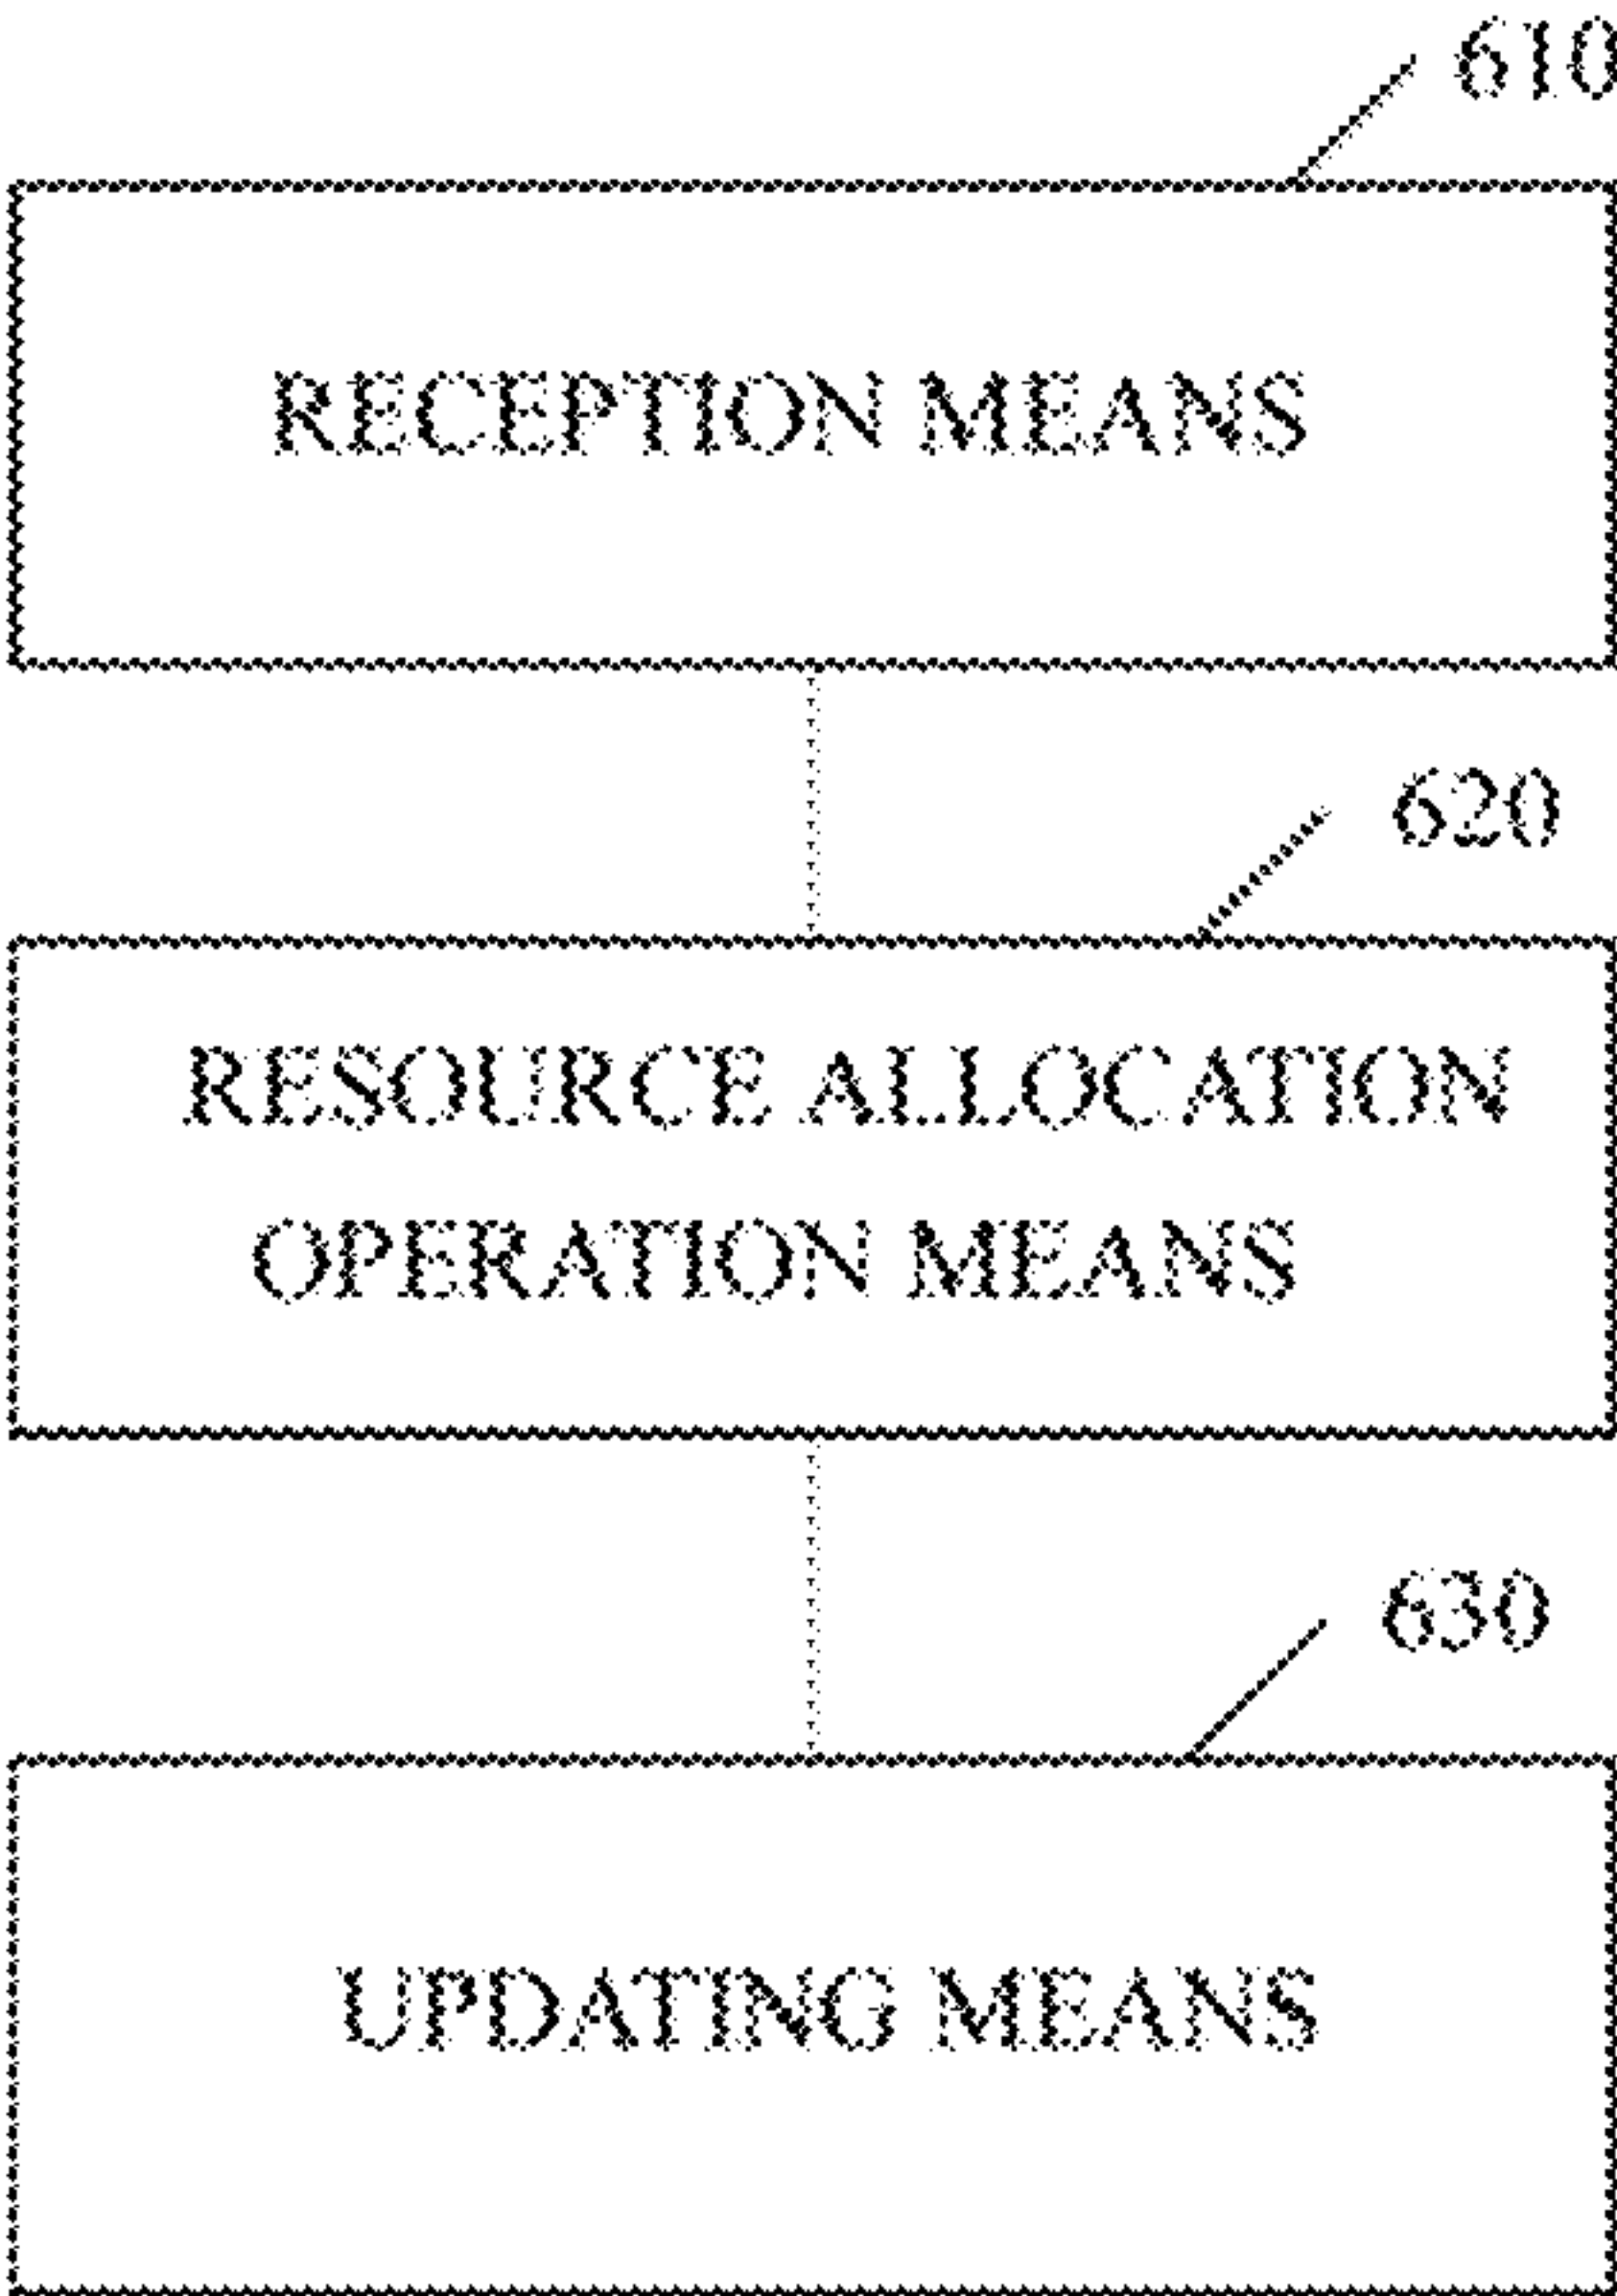 610
RECEPTION MEANS
620
RESOURCE ALLOCATION
OPERATION MEANS
630
UPDATING MEANS